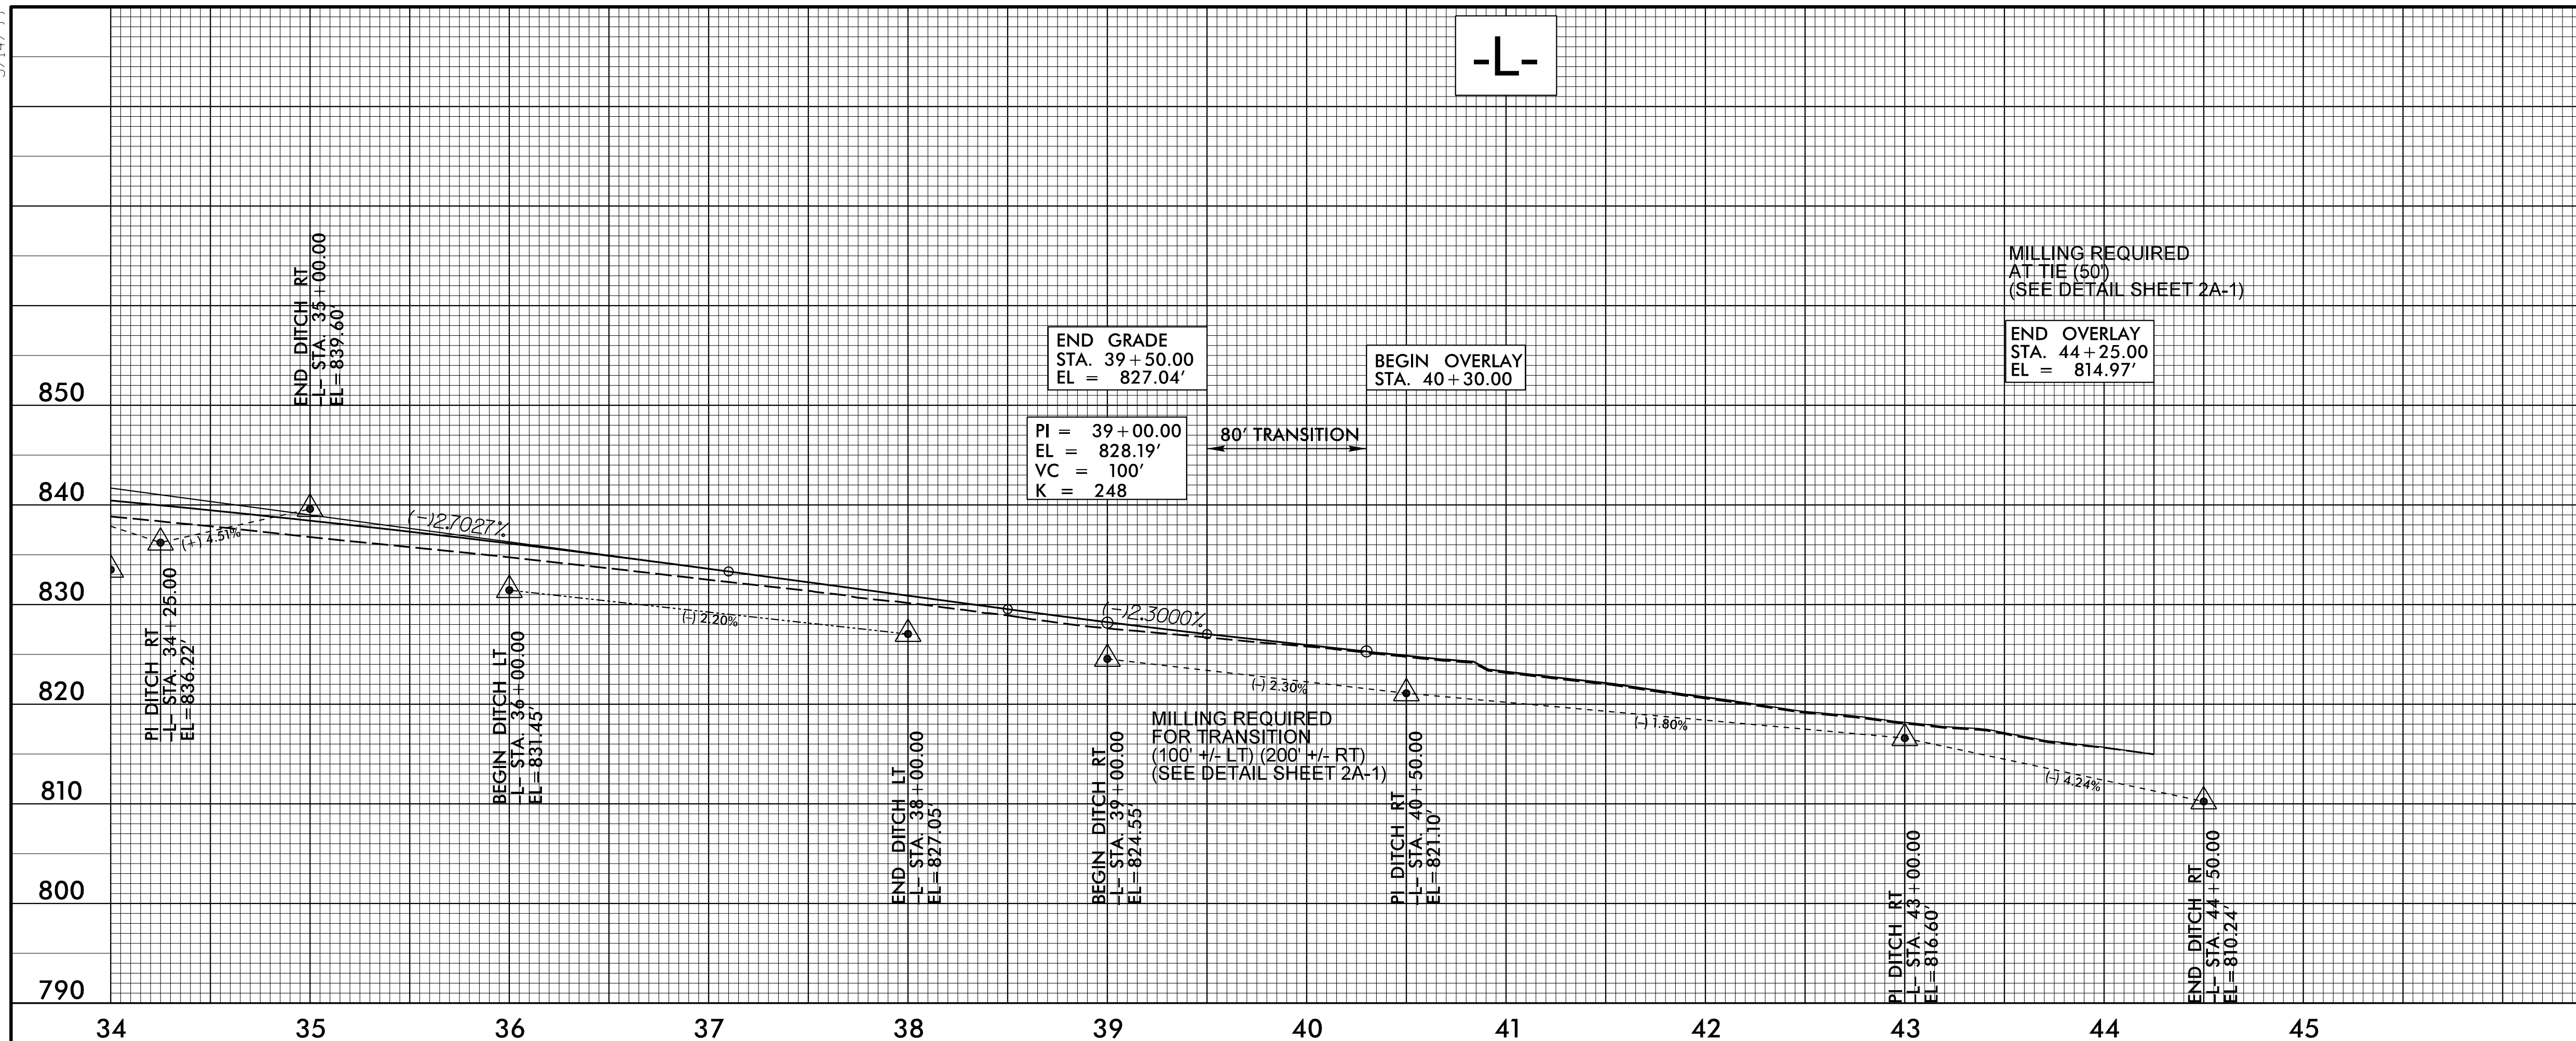 -L-
END DITCH RT
-L- STA. 35+00.00
EL=839.60'
MILLING REQUIRED
AT TIE (50')
(SEE DETAIL SHEET 2A-1)
END GRADE
STA. 39+50.00
EL = 827.04'
BEGIN OVERLAY
STA. 40+30.00
END OVERLAY
STA. 44+25.00
EL = 814.97'
PI = 39+00.00
EL = 828.19'
VC = 100'
K = 248
80' TRANSITION
850
840
830
820
810
800
790
(+) 4.51%
(-)2.7027%
(-) 2.20%
(-)2.3000%
(-) 2.30%
(-) 1.80%
(-) 4.24%
PI DITCH RT
-L- STA. 34+25.00
EL=836.22'
BEGIN DITCH LT
-L- STA. 36+00.00
EL=831.45'
END DITCH LT
-L- STA. 38+00.00
EL=827.05'
BEGIN DITCH RT
-L- STA. 39+00.00
EL=824.55'
MILLING REQUIRED
FOR TRANSITION
(100' +/- LT) (200' +/- RT)
(SEE DETAIL SHEET 2A-1)
PI DITCH RT
-L- STA. 40+50.00
EL=821.10'
PI DITCH RT
-L- STA. 43+00.00
EL=816.60'
END DITCH RT
-L- STA. 44+50.00
EL=810.24'
34 35 36 37 38 39 40 41 42 43 44 45